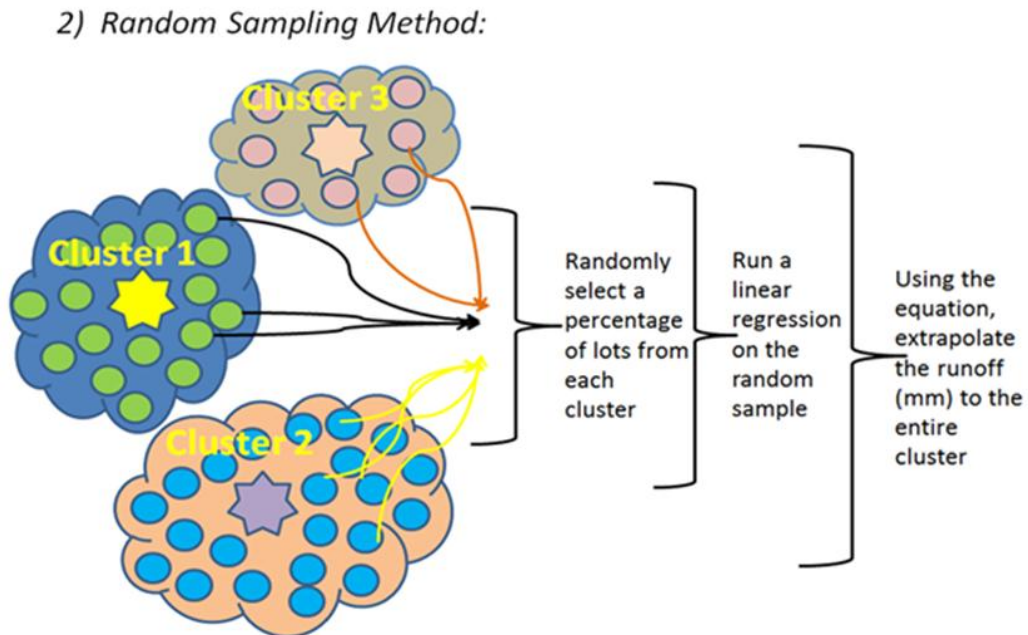 2) Random Sampling Method:
Cluster 3
Cluster 1
Cluster 2
Randomly
select a
percentage
of lots from
each
cluster
Run a
linear
regression
on the
random
sample
Using the
equation,
extrapolate
the runoff
(mm) to the
entire
cluster